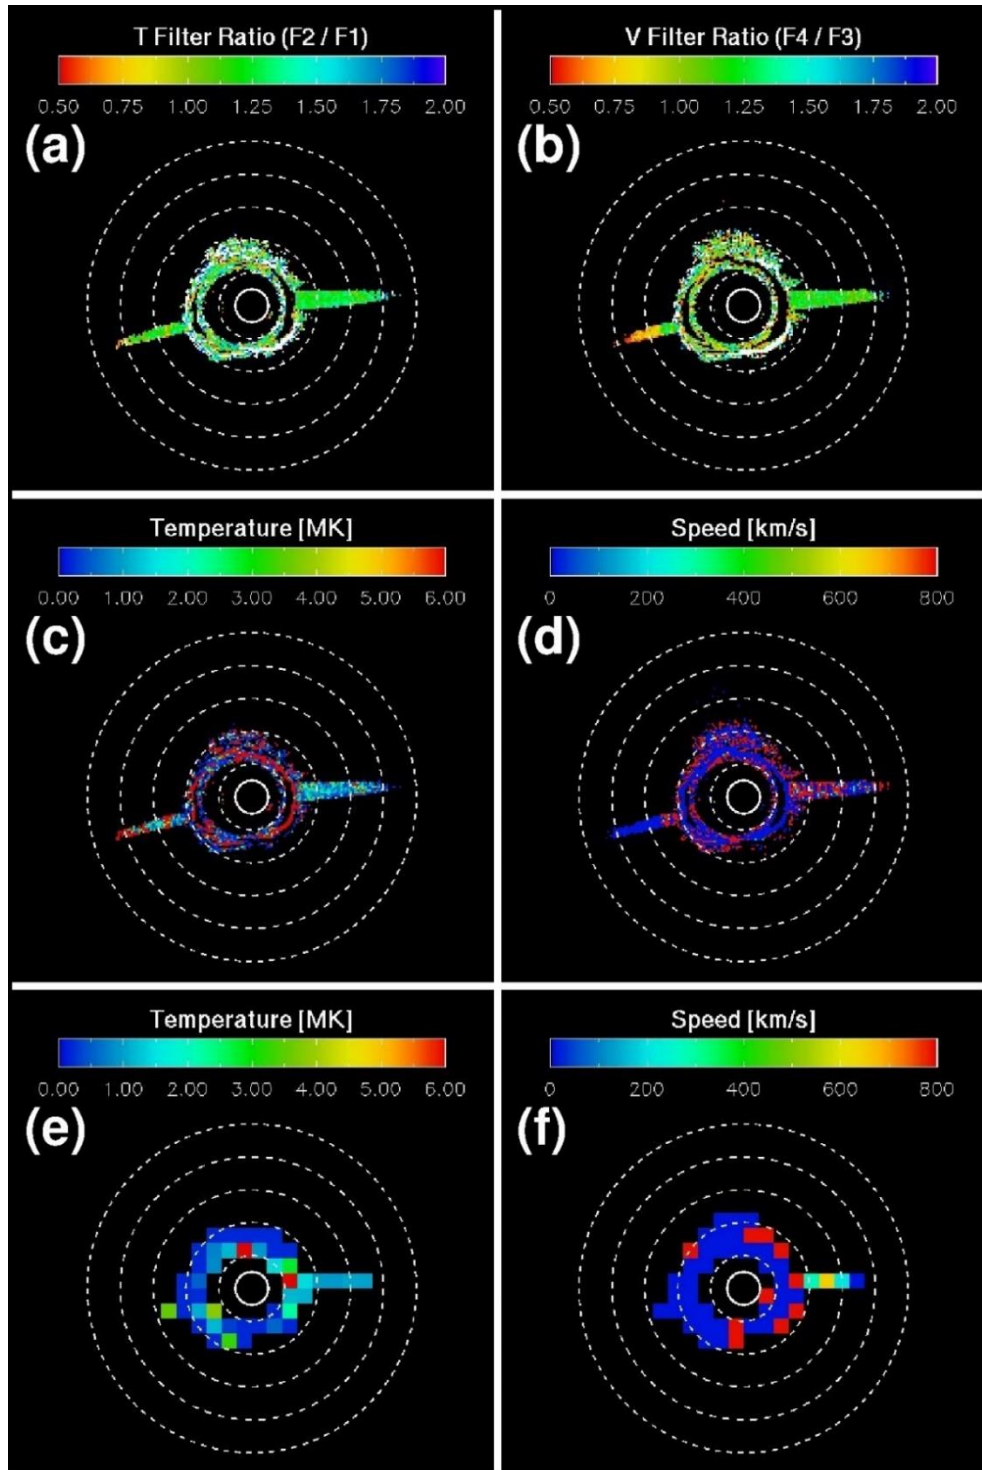 T Filter Ratio (F2 / F1)
0.50 0.75 1.00 1.25 1.50 1.75 2.00
(a)
V Filter Ratio (F4 / F3)
0.50 0.75 1.00 1.25 1.50 1.75 2.00
(b)
Temperature [MK]
0.00 1.00 2.00 3.00 4.00 5.00 6.00
(c)
Speed [km/s]
0 200 400 600 800
(d)
Temperature [MK]
0.00 1.00 2.00 3.00 4.00 5.00 6.00
(e)
Speed [km/s]
0 200 400 600 800
(f)